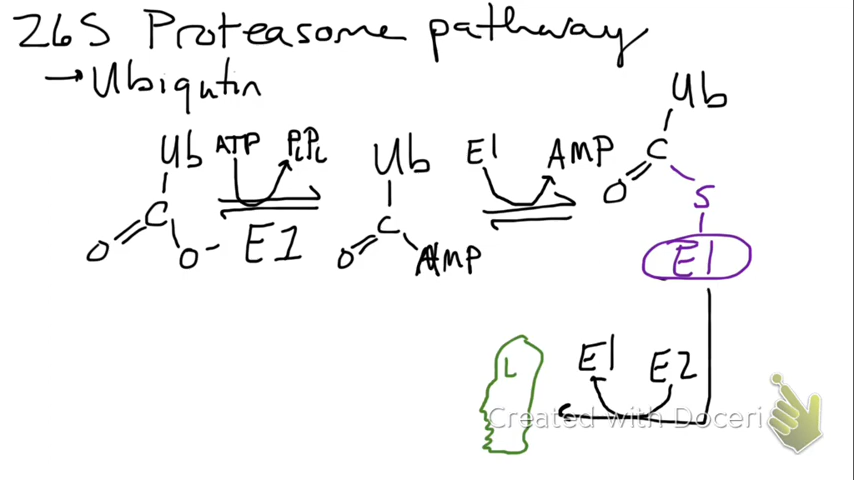 26S Proteasome pathway
→ Ubiqutin
Ub
ATP
PiPi
E1
C
O
O-
Ub
C
O
AMP
E1
AMP
Ub
C
O
S
E1
E1
E2
L
Created with Doceri